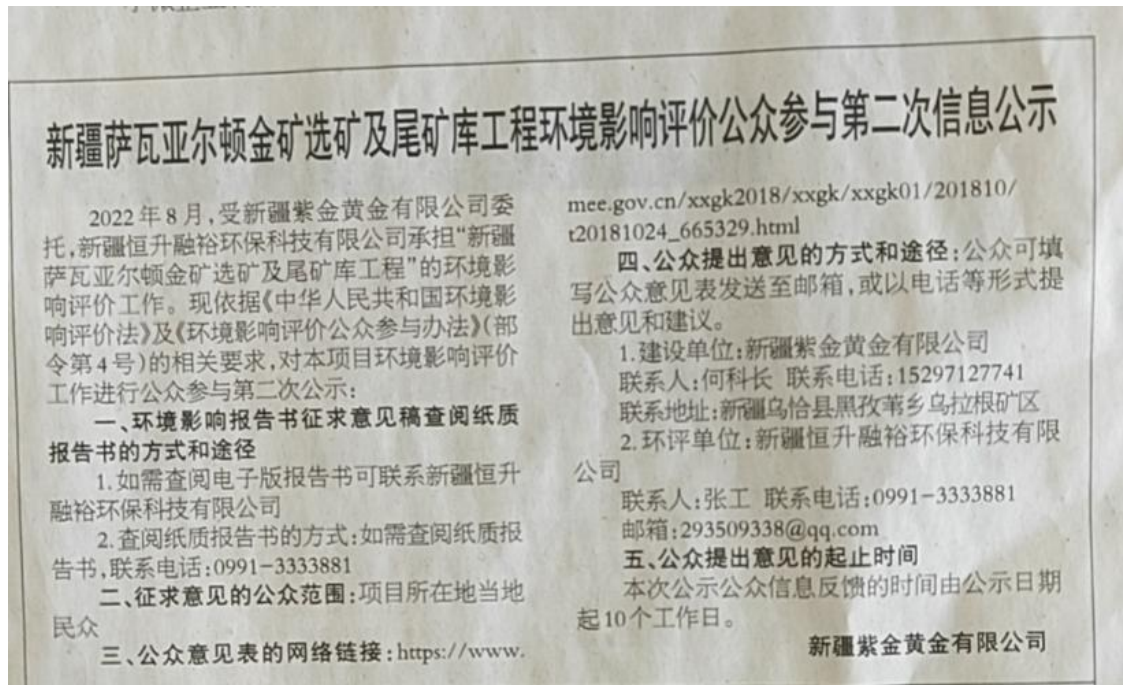 新疆萨瓦亚尔顿金矿选矿及尾矿库工程环境影响评价公众参与第二次信息公示
2022年8月,受新疆紫金黄金有限公司委
托,新疆恒升融裕环保科技有限公司承担“新疆
萨瓦亚尔顿金矿选矿及尾矿库工程”的环境影
响评价工作。现依据《中华人民共和国环境影
响评价法》及《环境影响评价公众参与办法》(部
令第4号)的相关要求,对本项目环境影响评价
工作进行公众参与第二次公示:
一、环境影响报告书征求意见稿查阅纸质
报告书的方式和途径
1.如需查阅电子版报告书可联系新疆恒升
融裕环保科技有限公司
2.查阅纸质报告书的方式:如需查阅纸质报
告书,联系电话:0991-3333881
二、征求意见的公众范围:项目所在地当地
民众
三、公众意见表的网络链接:https://www.
mee.gov.cn/xxgk2018/xxgk/xxgk01/201810/
t20181024_665329.html
四、公众提出意见的方式和途径:公众可填
写公众意见表发送至邮箱,或以电话等形式提
出意见和建议。
1.建设单位:新疆紫金黄金有限公司
联系人:何科长 联系电话:15297127741
联系地址:新疆乌恰县黑孜苇乡乌拉根矿区
2.环评单位:新疆恒升融裕环保科技有限
公司
联系人:张工 联系电话:0991-3333881
邮箱:293509338@qq.com
五、公众提出意见的起止时间
本次公示公众信息反馈的时间由公示日期
起10个工作日。
新疆紫金黄金有限公司